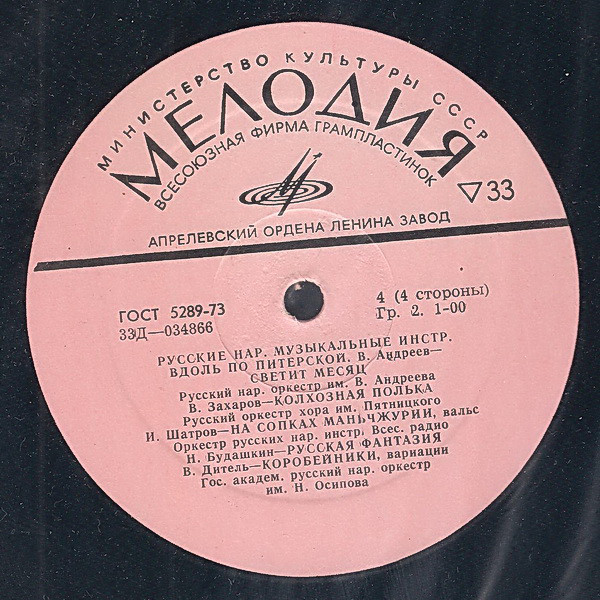 МИНИСТЕРСТВО КУЛЬТУРЫ СССР
МЕЛОДИЯ
ВСЕСОЮЗНАЯ ФИРМА ГРАМПЛАСТИНОК
▽33
АПРЕЛЕВСКИЙ ОРДЕНА ЛЕНИНА ЗАВОД
ГОСТ 5289-73
33Д—034866
4 (4 стороны)
Гр. 2. 1-00
РУССКИЕ НАР. МУЗЫКАЛЬНЫЕ ИНСТР.
ВДОЛЬ ПО ПИТЕРСКОЙ. В. Андреев—
СВЕТИТ МЕСЯЦ
Русский нар. оркестр им. В. Андреева
В. Захаров—КОЛХОЗНАЯ ПОЛЬКА
Русский оркестр хора им. Пятницкого
И. Шатров—НА СОПКАХ МАНЬЧЖУРИИ, вальс
Оркестр русских нар. инстр. Всес. радио
Н. Будашкин—РУССКАЯ ФАНТАЗИЯ
В. Дитель—КОРОБЕЙНИКИ, вариации
Гос. академ. русский нар. оркестр
им. Н. Осипова